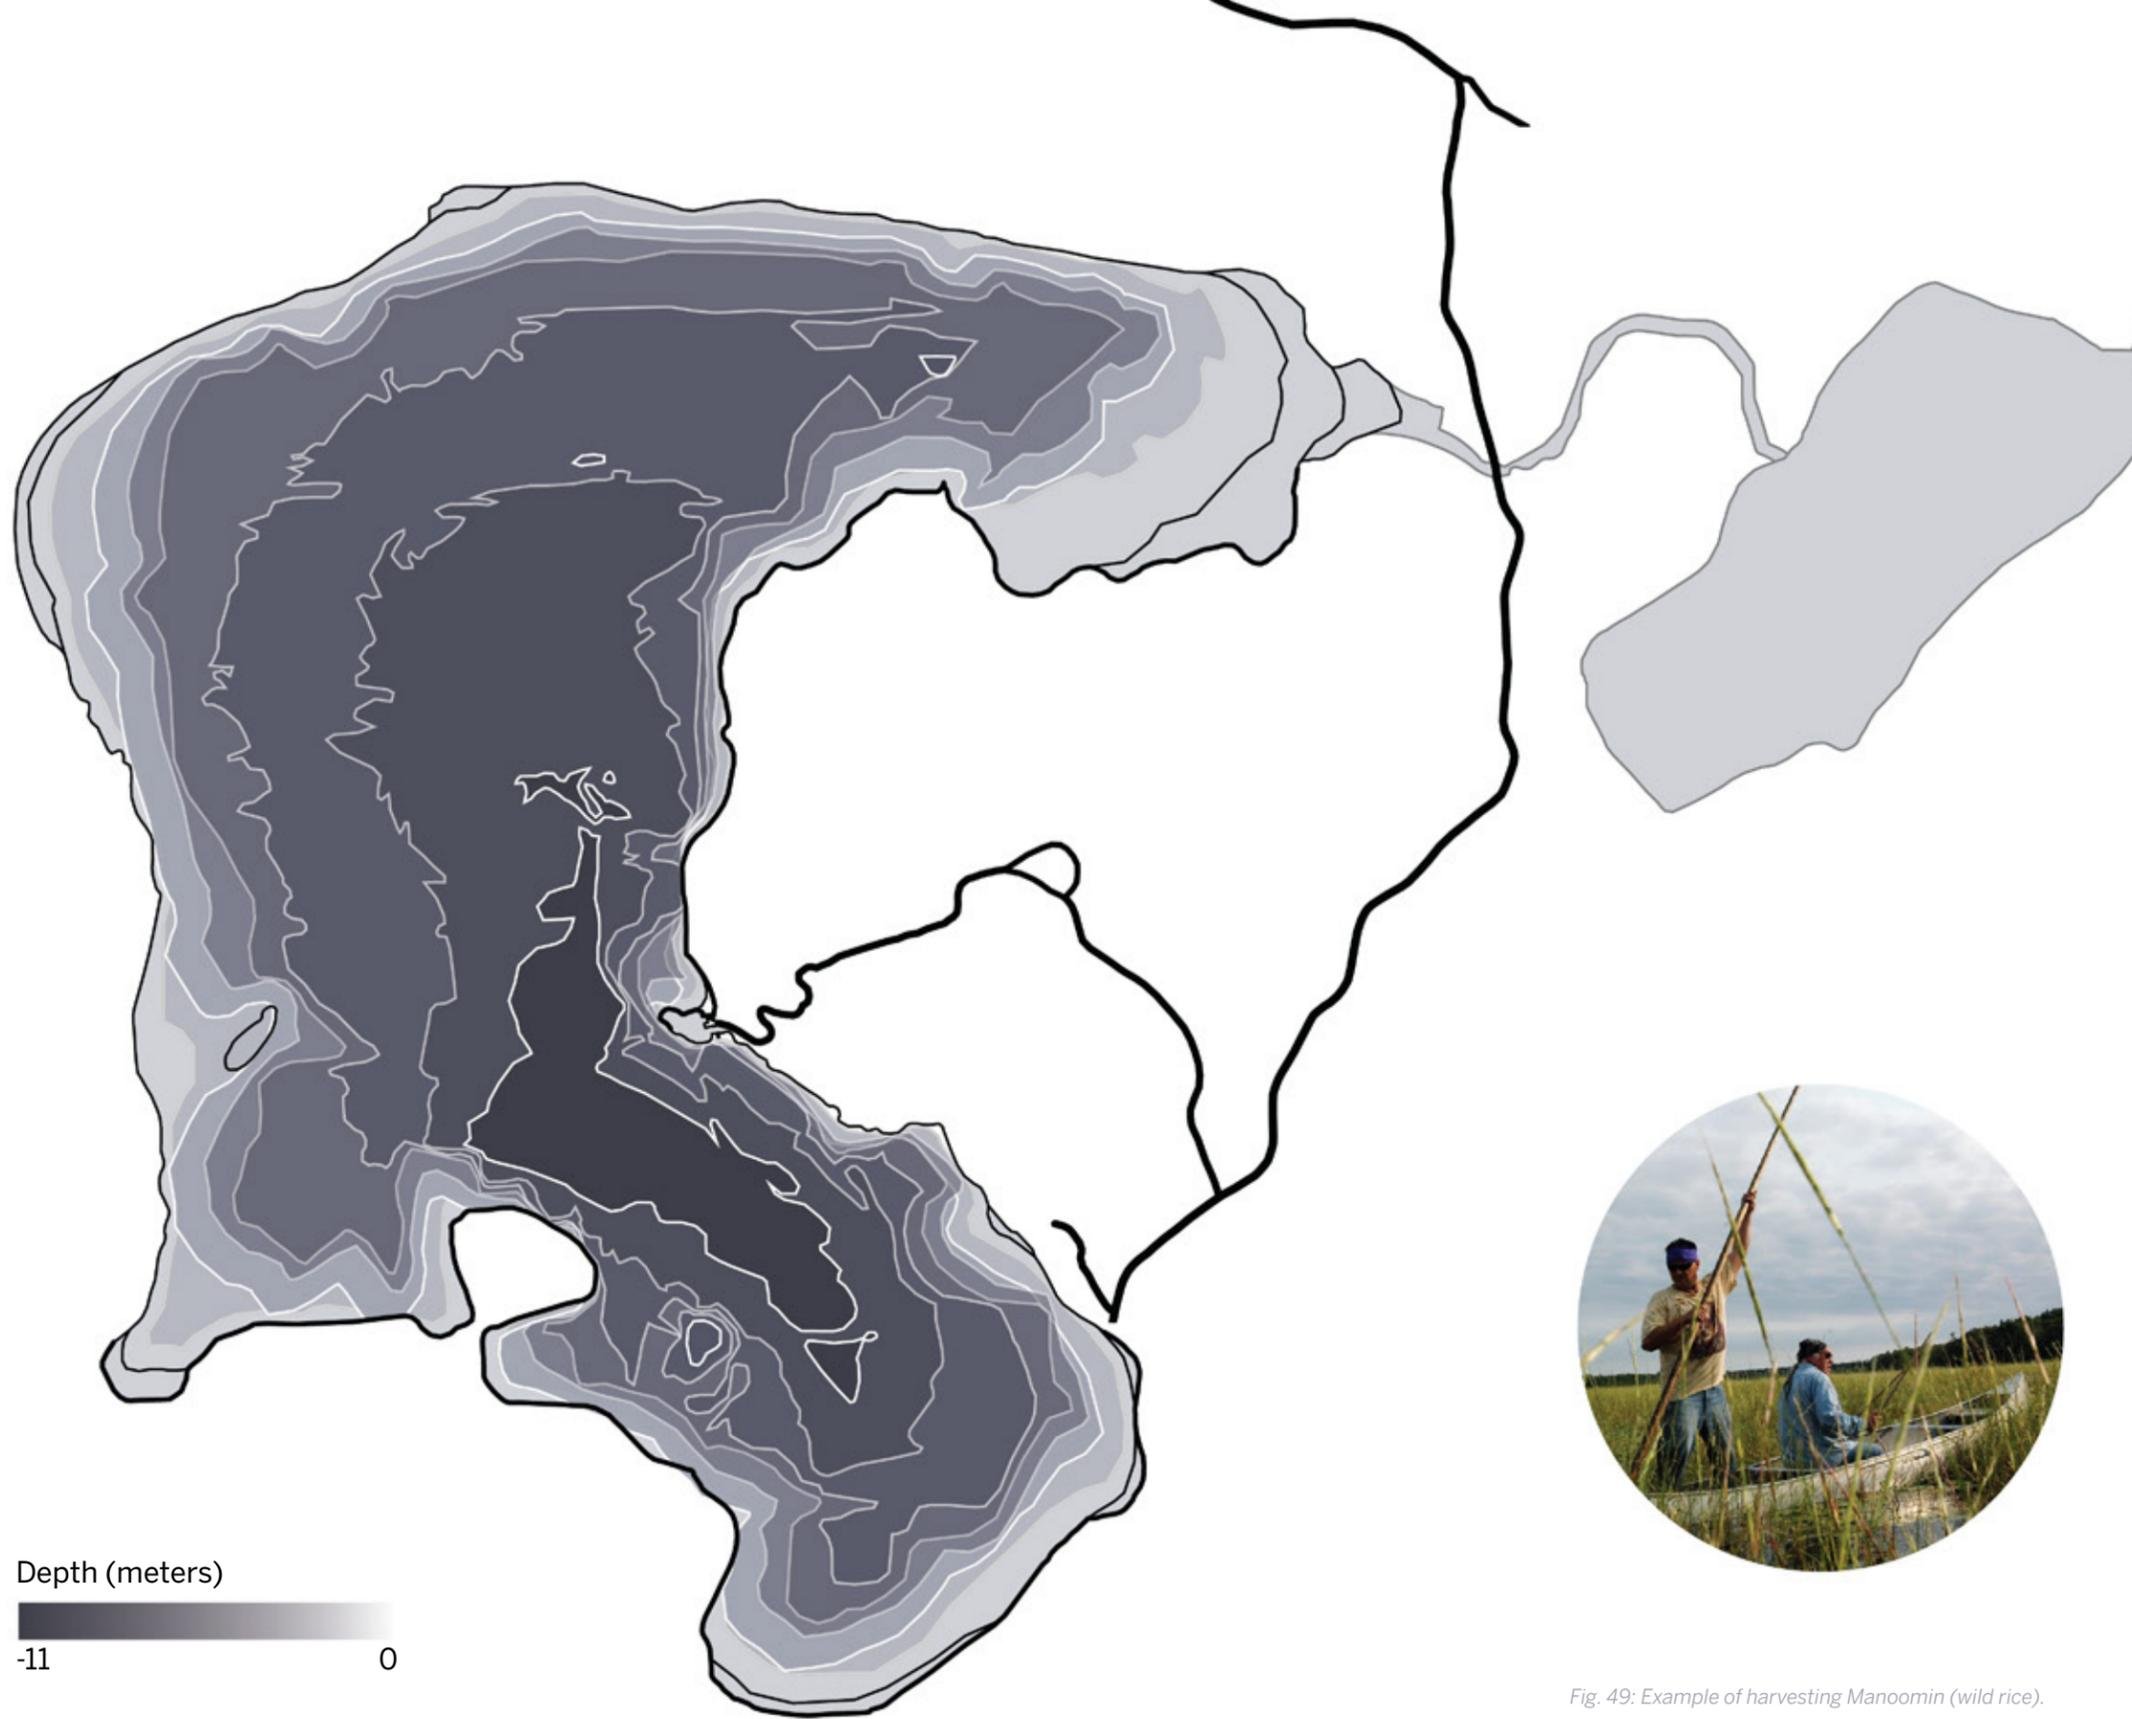 Depth (meters)
-11 0
Fig. 49: Example of harvesting Manoomin (wild rice).